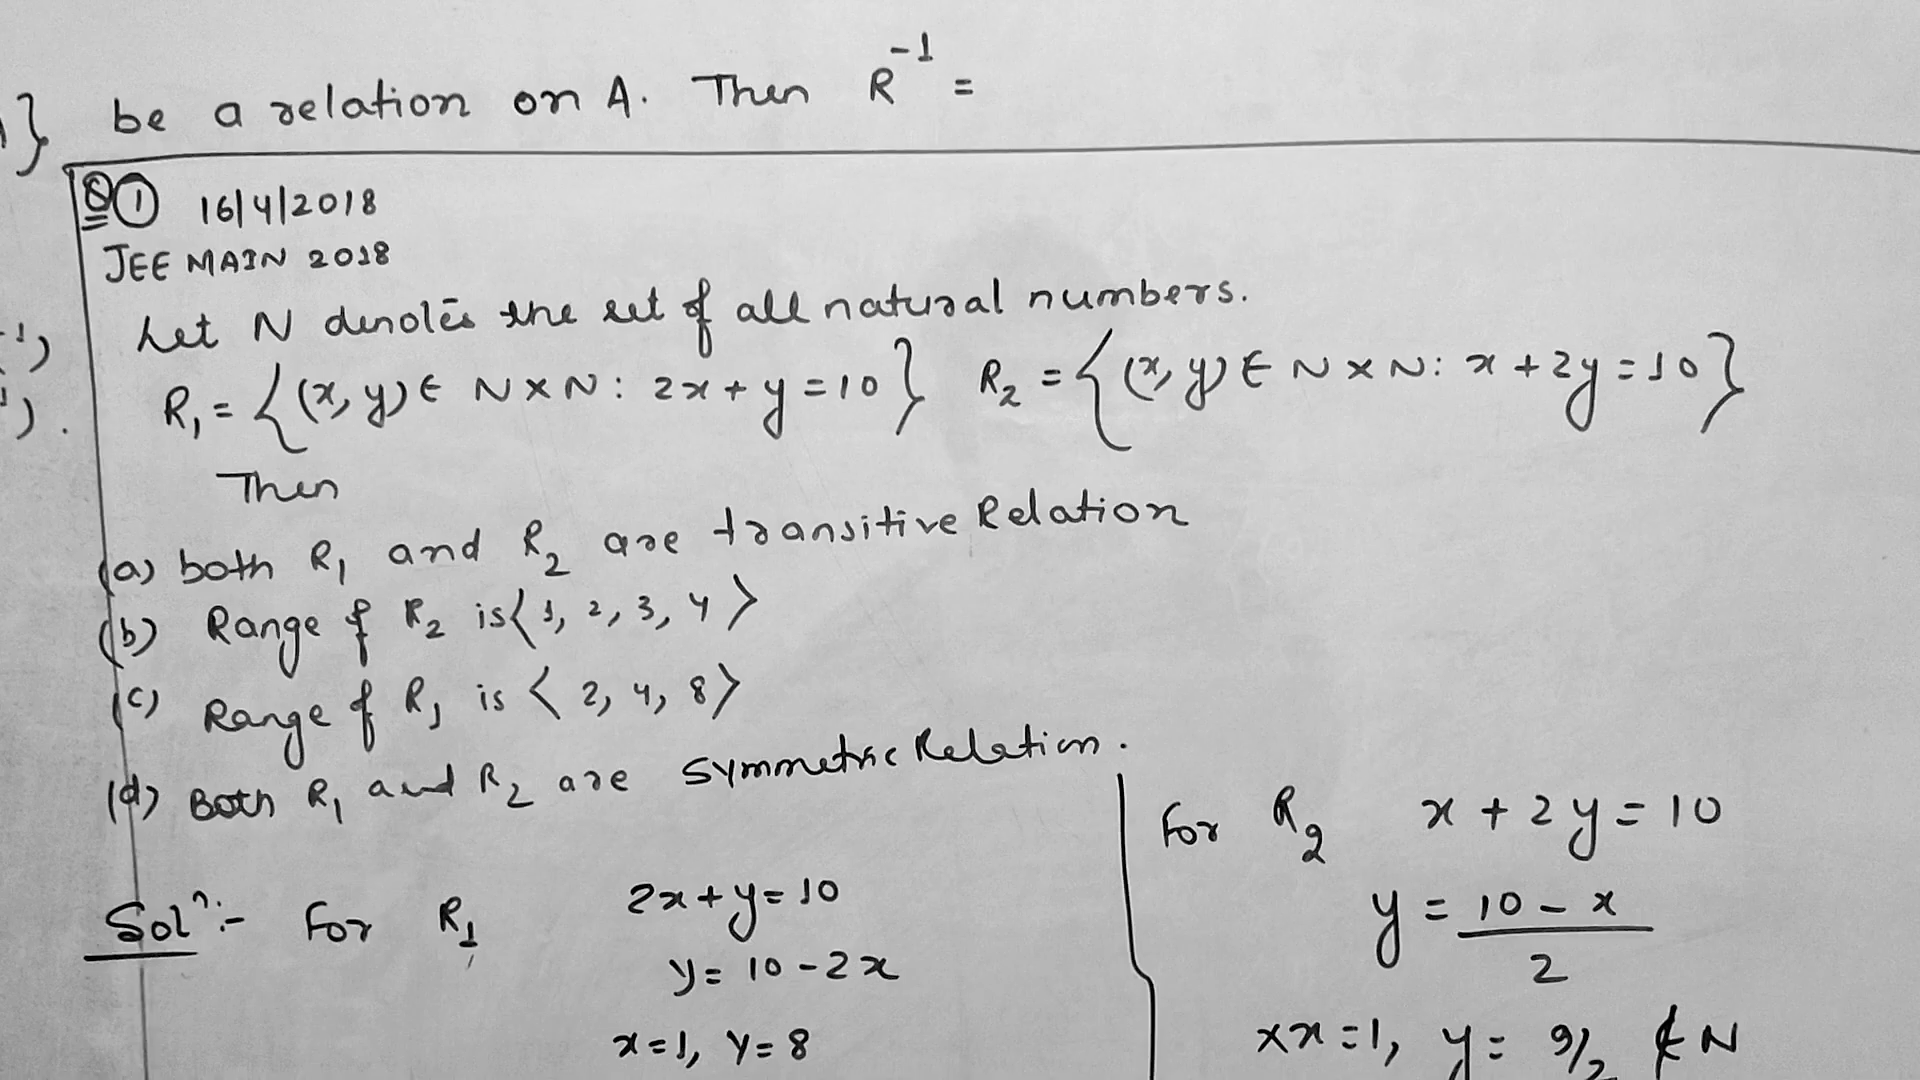 } be a relation on A. Then R⁻¹ =
Q ① 16/4/2018
JEE MAIN 2018
Let N denotes the set of all natural numbers.
R₁ = {(x, y) ∈ N × N : 2x + y = 10} R₂ = {(x, y) ∈ N × N : x + 2y = 10}
Then
(a) both R₁ and R₂ are transitive Relation
(b) Range of R₂ is {1, 2, 3, 4}
(c) Range of R₁ is {2, 4, 8}
(d) Both R₁ and R₂ are symmetric Relation.
Solⁿ:- For R₁ 2x + y = 10
y = 10 - 2x
x = 1, y = 8
For R₂ x + 2y = 10
y = (10 - x)/2
xx = 1, y = 9/2 ∉ N